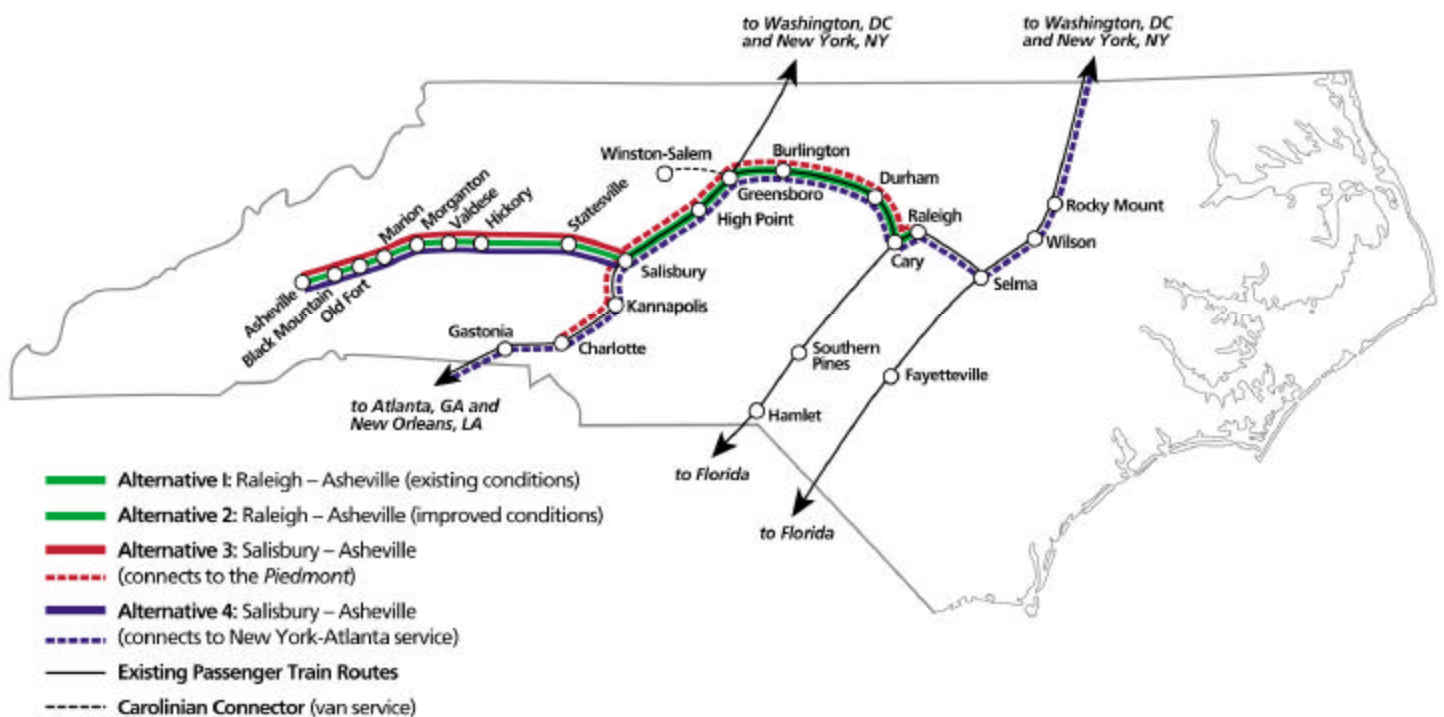 to Washington, DC
and New York, NY
to Washington, DC
and New York, NY
Winston-Salem
Burlington
Greensboro
Durham
High Point
Raleigh
Rocky Mount
Wilson
Cary
Selma
Statesville
Hickory
Valdese
Morganton
Marion
Old Fort
Black Mountain
Asheville
Salisbury
Kannapolis
Gastonia
Charlotte
Southern
Pines
Fayetteville
Hamlet
to Atlanta, GA and
New Orleans, LA
to Florida
to Florida
Alternative 1: Raleigh – Asheville (existing conditions)
Alternative 2: Raleigh – Asheville (improved conditions)
Alternative 3: Salisbury – Asheville
(connects to the Piedmont)
Alternative 4: Salisbury – Asheville
(connects to New York-Atlanta service)
Existing Passenger Train Routes
Carolinian Connector (van service)